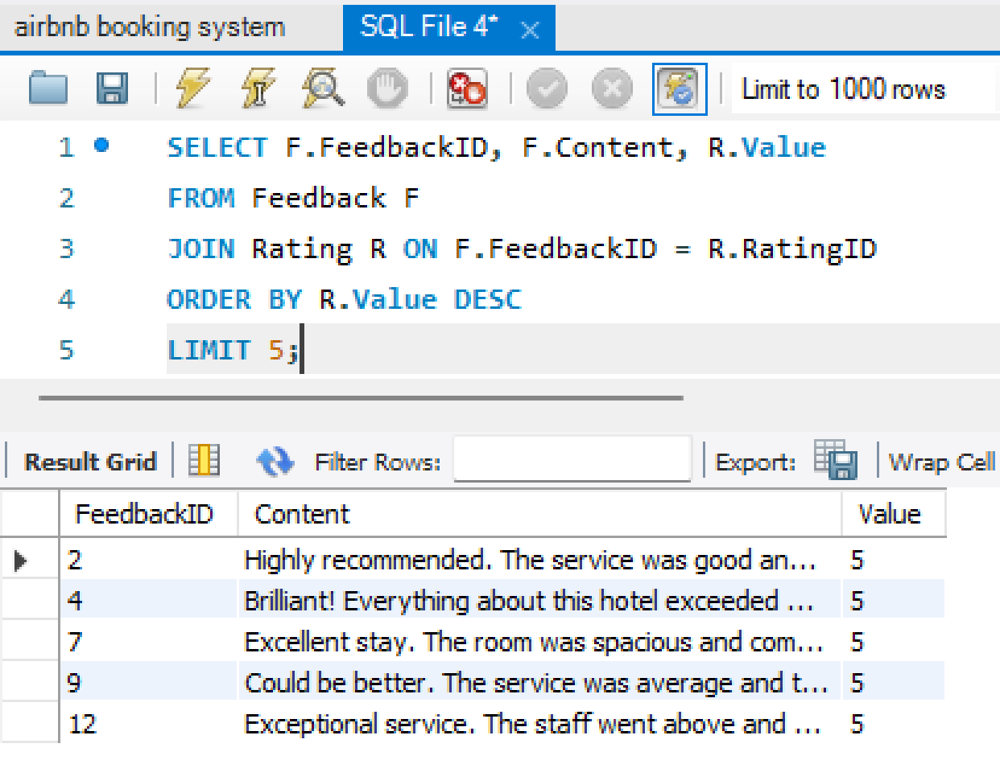 airbnb booking system SQL File 4* ×
Limit to 1000 rows
1 SELECT F.FeedbackID, F.Content, R.Value
2 FROM Feedback F
3 JOIN Rating R ON F.FeedbackID = R.RatingID
4 ORDER BY R.Value DESC
5 LIMIT 5;
Result Grid Filter Rows: Export: Wrap Cell
FeedbackID Content Value
2 Highly recommended. The service was good an... 5
4 Brilliant! Everything about this hotel exceeded ... 5
7 Excellent stay. The room was spacious and com... 5
9 Could be better. The service was average and t... 5
12 Exceptional service. The staff went above and ... 5